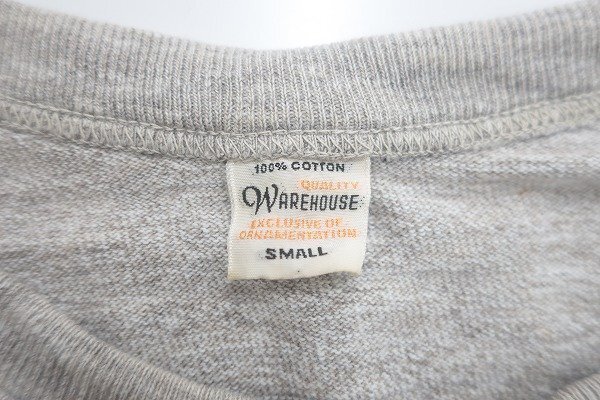 100% COTTON
QUALITY
WAREHOUSE
EXCLUSIVE OF
ORNAMENTATION
SMALL